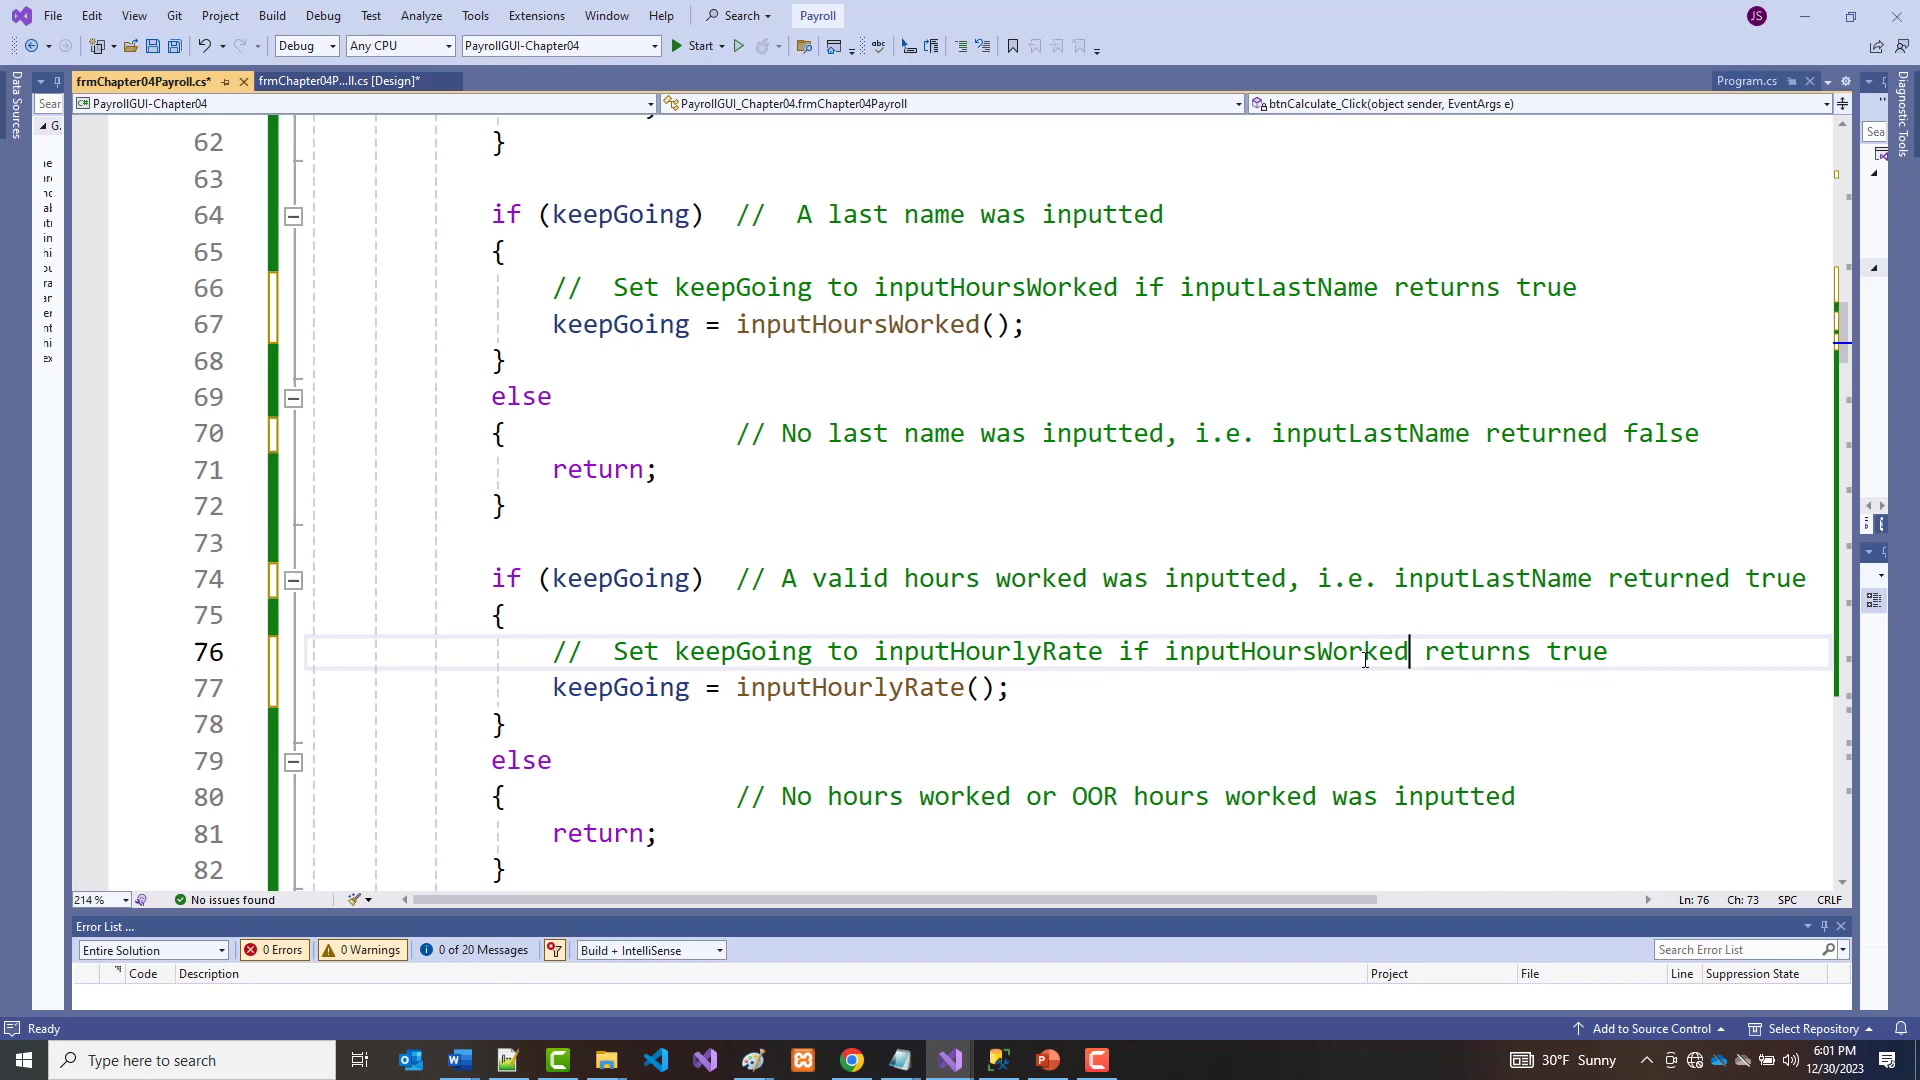 File Edit View Git Project Build Debug Test Analyze Tools Extensions Window Help Search Payroll JS
Debug Any CPU PayrollGUI-Chapter04 Start
Data Sources
frmChapter04Payroll.cs* frmChapter04P...ll.cs [Design]* Program.cs
Diagnostic Tools
Sear PayrollGUI-Chapter04 PayrollGUI_Chapter04.frmChapter04Payroll btnCalculate_Click(object sender, EventArgs e)
Sea
62 }
63
64 if (keepGoing) // A last name was inputted
65 {
66 // Set keepGoing to inputHoursWorked if inputLastName returns true
67 keepGoing = inputHoursWorked();
68 }
69 else
70 { // No last name was inputted, i.e. inputLastName returned false
71 return;
72 }
73
74 if (keepGoing) // A valid hours worked was inputted, i.e. inputLastName returned true
75 {
76 // Set keepGoing to inputHourlyRate if inputHoursWorked returns true
77 keepGoing = inputHourlyRate();
78 }
79 else
80 { // No hours worked or OOR hours worked was inputted
81 return;
82 }
214 % No issues found Ln: 76 Ch: 73 SPC CRLF
Error List ...
Entire Solution 0 Errors 0 Warnings 0 of 20 Messages Build + IntelliSense Search Error List
Code Description Project File Line Suppression State
Ready Add to Source Control Select Repository
Type here to search 30°F Sunny 6:01 PM
12/30/2023